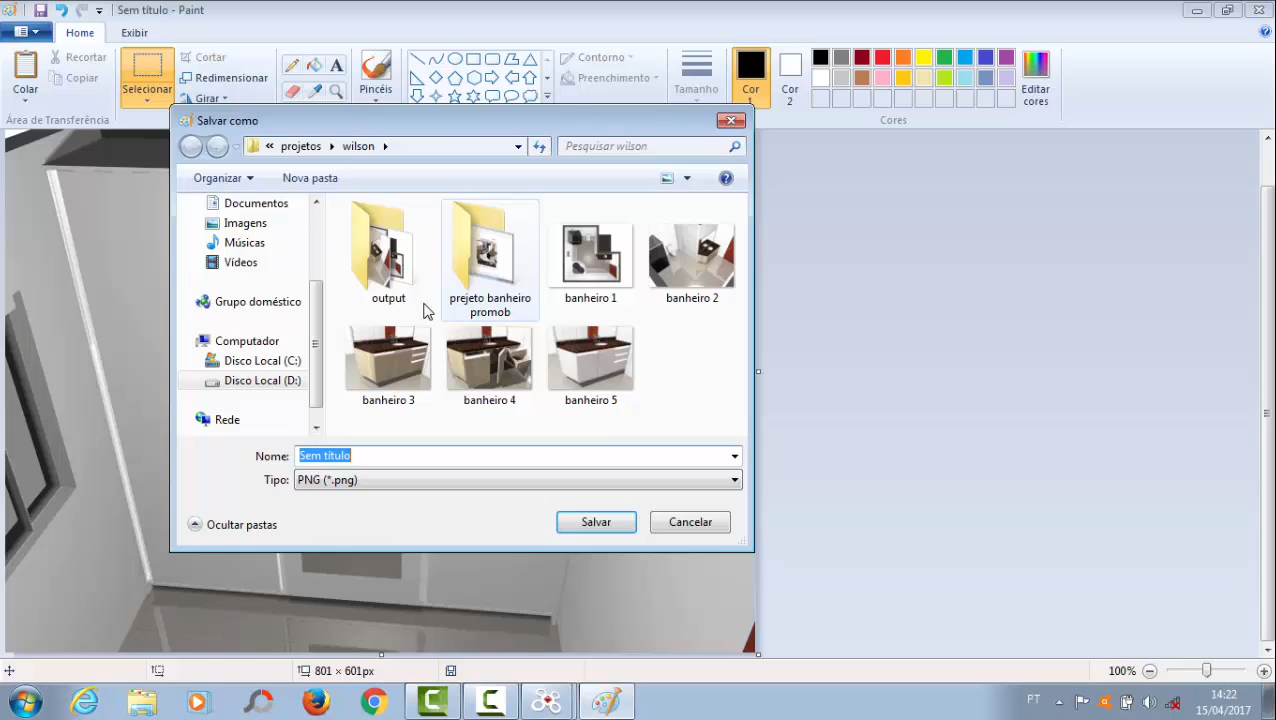 Sem título - Paint
Home
Exibir
Colar
Recortar
Copiar
Área de Transferência
Selecionar
Cortar
Redimensionar
Girar
Pincéis
Contorno
Preenchimento
Tamanho
Cor
1
Cor
2
Editar
cores
Cores
Salvar como
« projetos wilson
Pesquisar wilson
Organizar
Nova pasta
Documentos
Imagens
Músicas
Vídeos
Grupo doméstico
Computador
Disco Local (C:)
Disco Local (D:)
Rede
output
prejeto banheiro
promob
banheiro 1
banheiro 2
banheiro 3
banheiro 4
banheiro 5
Nome: Sem título
Tipo: PNG (*.png)
Ocultar pastas
Salvar
Cancelar
801 × 601px
100%
PT
14:22
15/04/2017